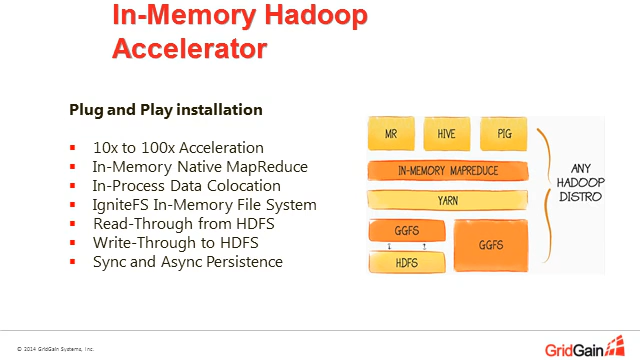 In-Memory Hadoop
Accelerator
Plug and Play installation
10x to 100x Acceleration
In-Memory Native MapReduce
In-Process Data Colocation
IgniteFS In-Memory File System
Read-Through from HDFS
Write-Through to HDFS
Sync and Async Persistence
MR
HIVE
PIG
IN-MEMORY MAPREDUCE
YARN
GGFS
HDFS
GGFS
ANY
HADOOP
DISTRO
© 2014 GridGain Systems, Inc.
GridGain